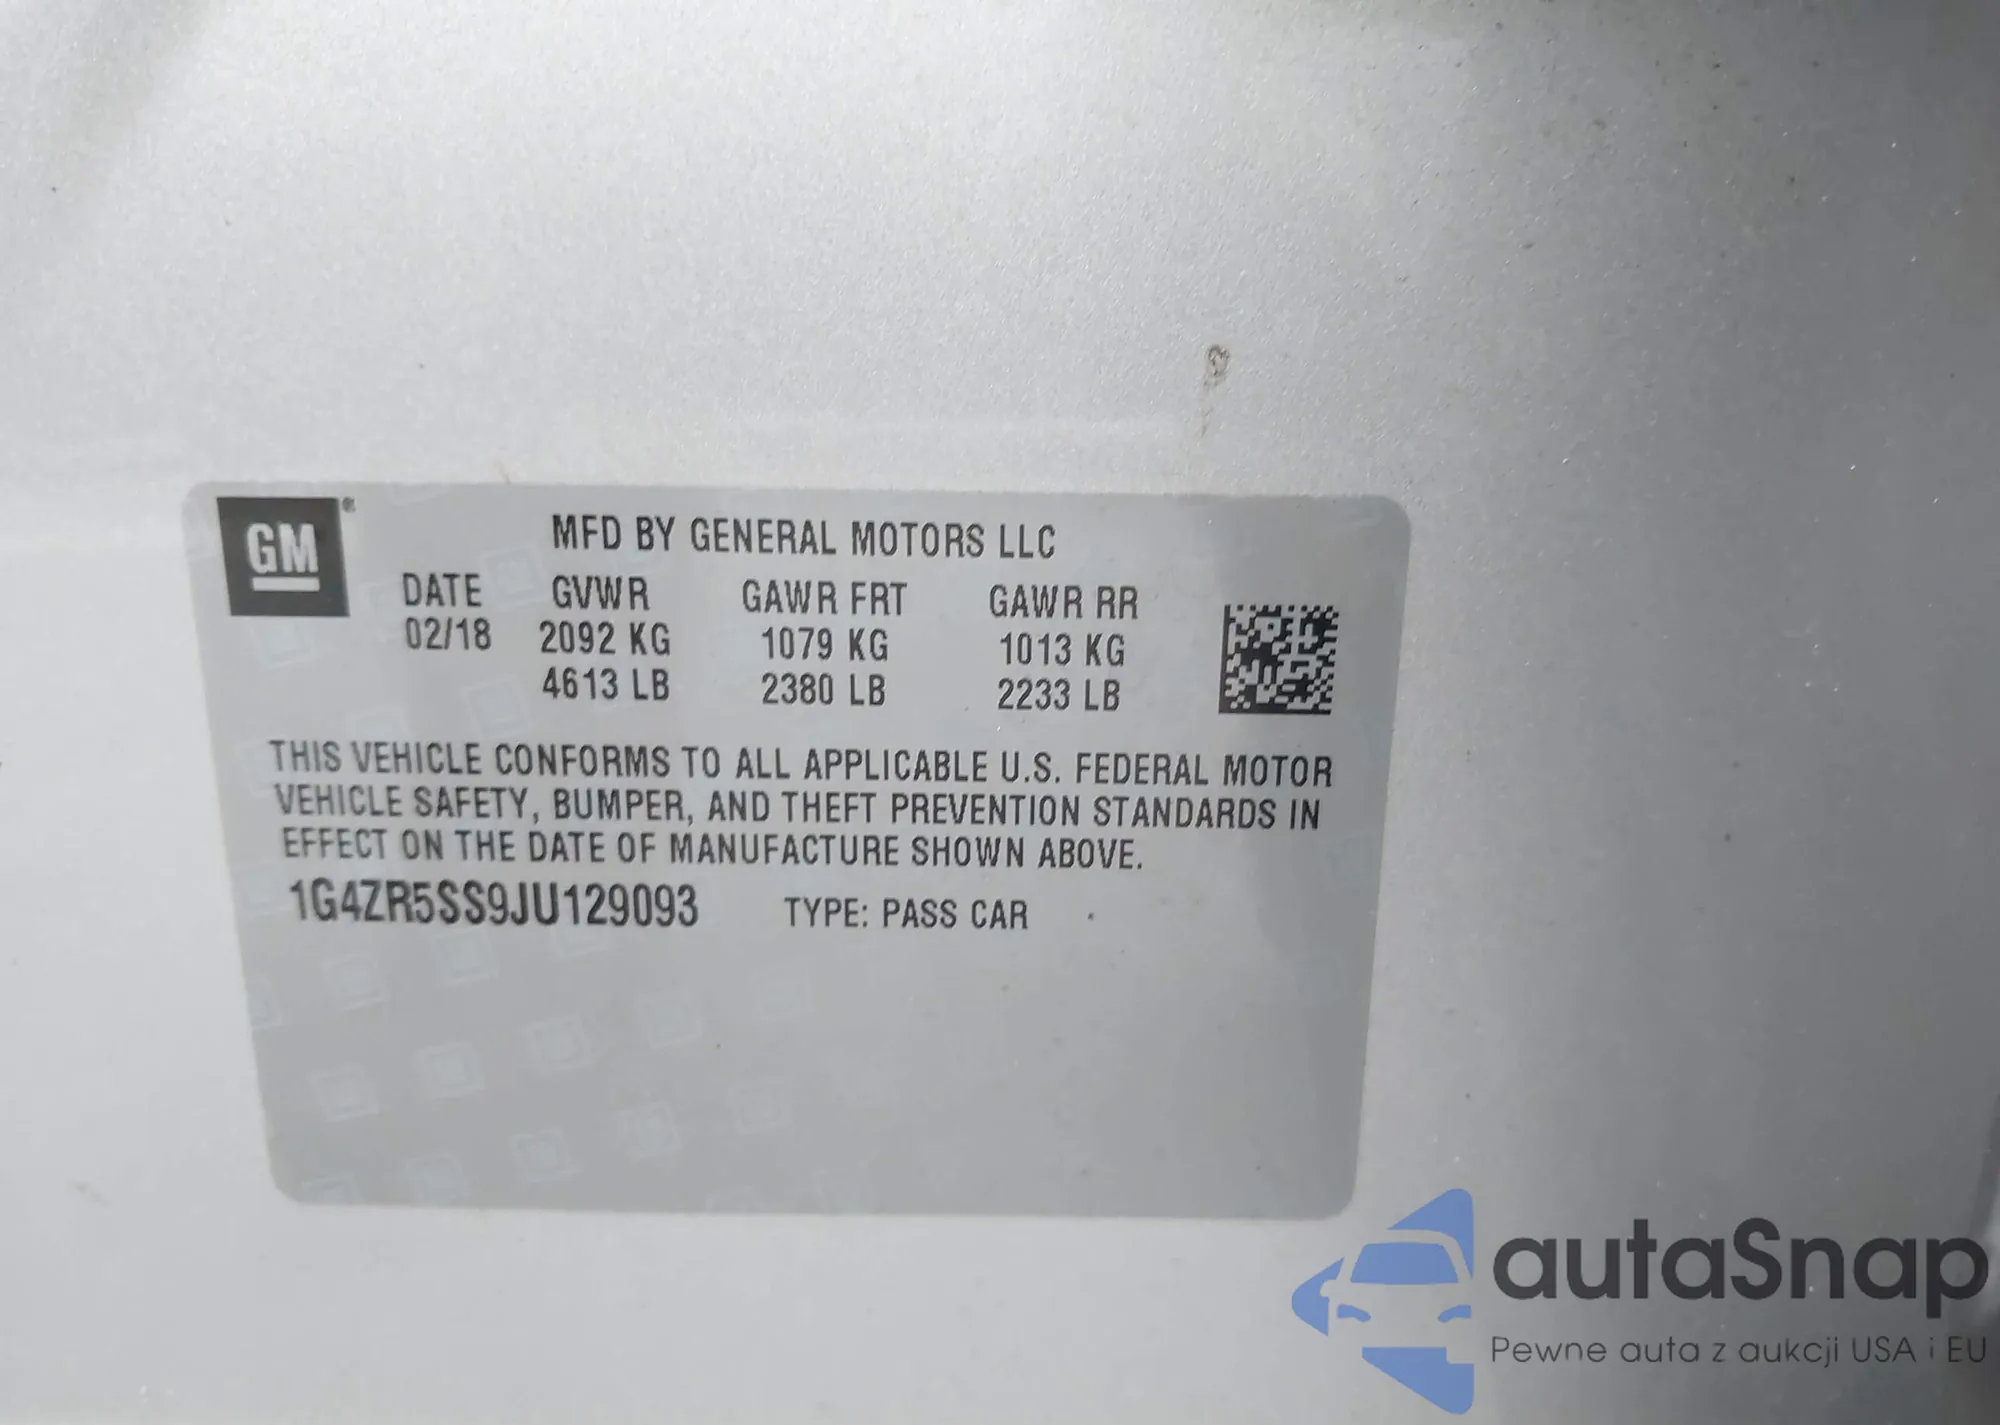 GM®
MFD BY GENERAL MOTORS LLC
DATE GVWR GAWR FRT GAWR RR
02/18 2092 KG 1079 KG 1013 KG
4613 LB 2380 LB 2233 LB
THIS VEHICLE CONFORMS TO ALL APPLICABLE U.S. FEDERAL MOTOR
VEHICLE SAFETY, BUMPER, AND THEFT PREVENTION STANDARDS IN
EFFECT ON THE DATE OF MANUFACTURE SHOWN ABOVE.
1G4ZR5SS9JU129093 TYPE: PASS CAR
autaSnap
Pewne auta z aukcji USA i EU